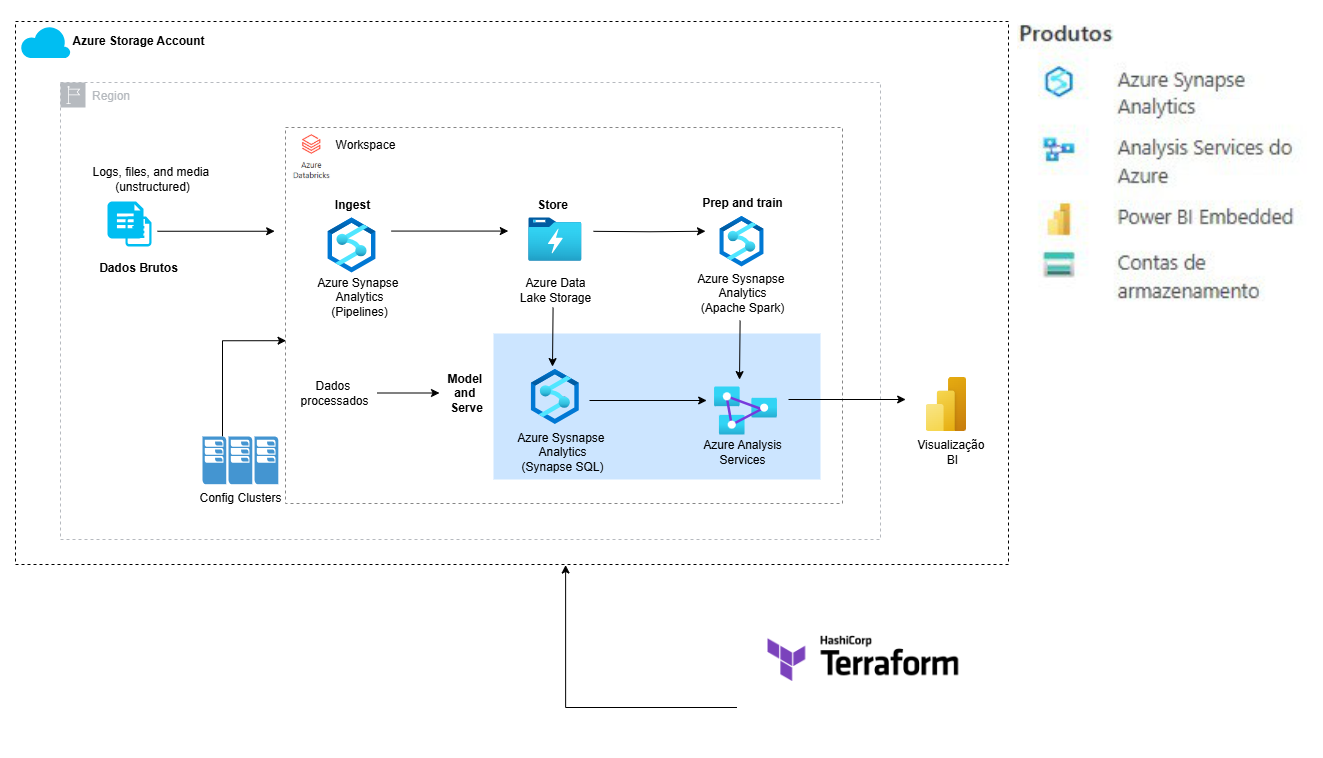 Azure Storage Account
Produtos
Azure Synapse
Analytics
Analysis Services do
Azure
Power BI Embedded
Contas de
armazenamento
Region
Workspace
Azure
Databricks
Logs, files, and media
(unstructured)
Dados Brutos
Ingest
Azure Synapse
Analytics
(Pipelines)
Store
Azure Data
Lake Storage
Prep and train
Azure Sysnapse
Analytics
(Apache Spark)
Dados
processados
Model
and
Serve
Azure Sysnapse
Analytics
(Synapse SQL)
Azure Analysis
Services
Visualização
BI
Config Clusters
HashiCorp
Terraform